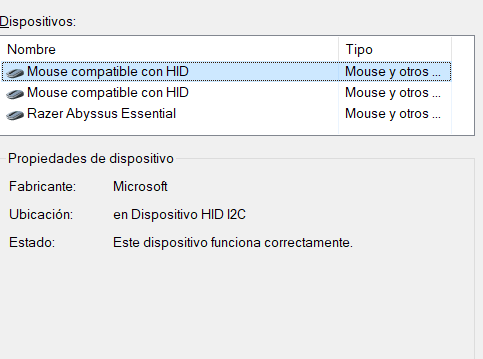 Dispositivos:
Nombre Tipo
Mouse compatible con HID Mouse y otros ...
Mouse compatible con HID Mouse y otros ...
Razer Abyssus Essential Mouse y otros ...
Propiedades de dispositivo
Fabricante: Microsoft
Ubicación: en Dispositivo HID I2C
Estado: Este dispositivo funciona correctamente.